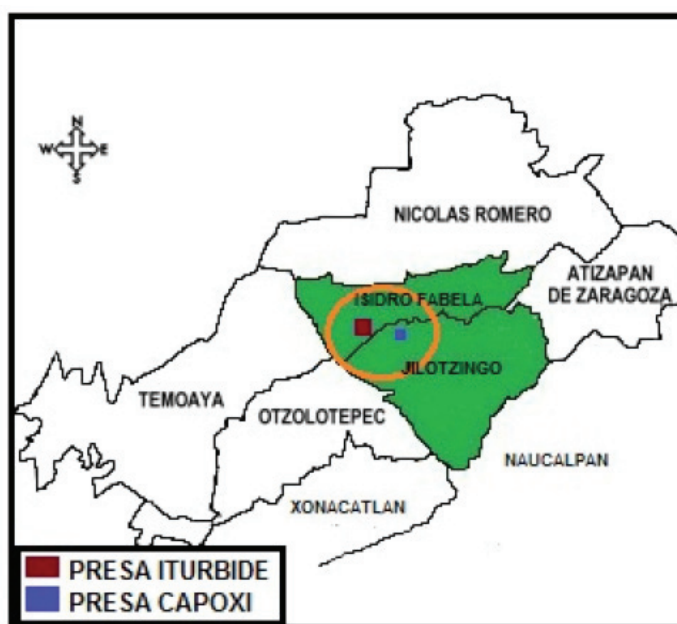 N
W E
S
NICOLAS ROMERO
ATIZAPAN
DE ZARAGOZA
ISIDRO FABELA
JILOTZINGO
TEMOAYA
OTZOLOTEPEC
NAUCALPAN
XONACATLAN
PRESA ITURBIDE
PRESA CAPOXI